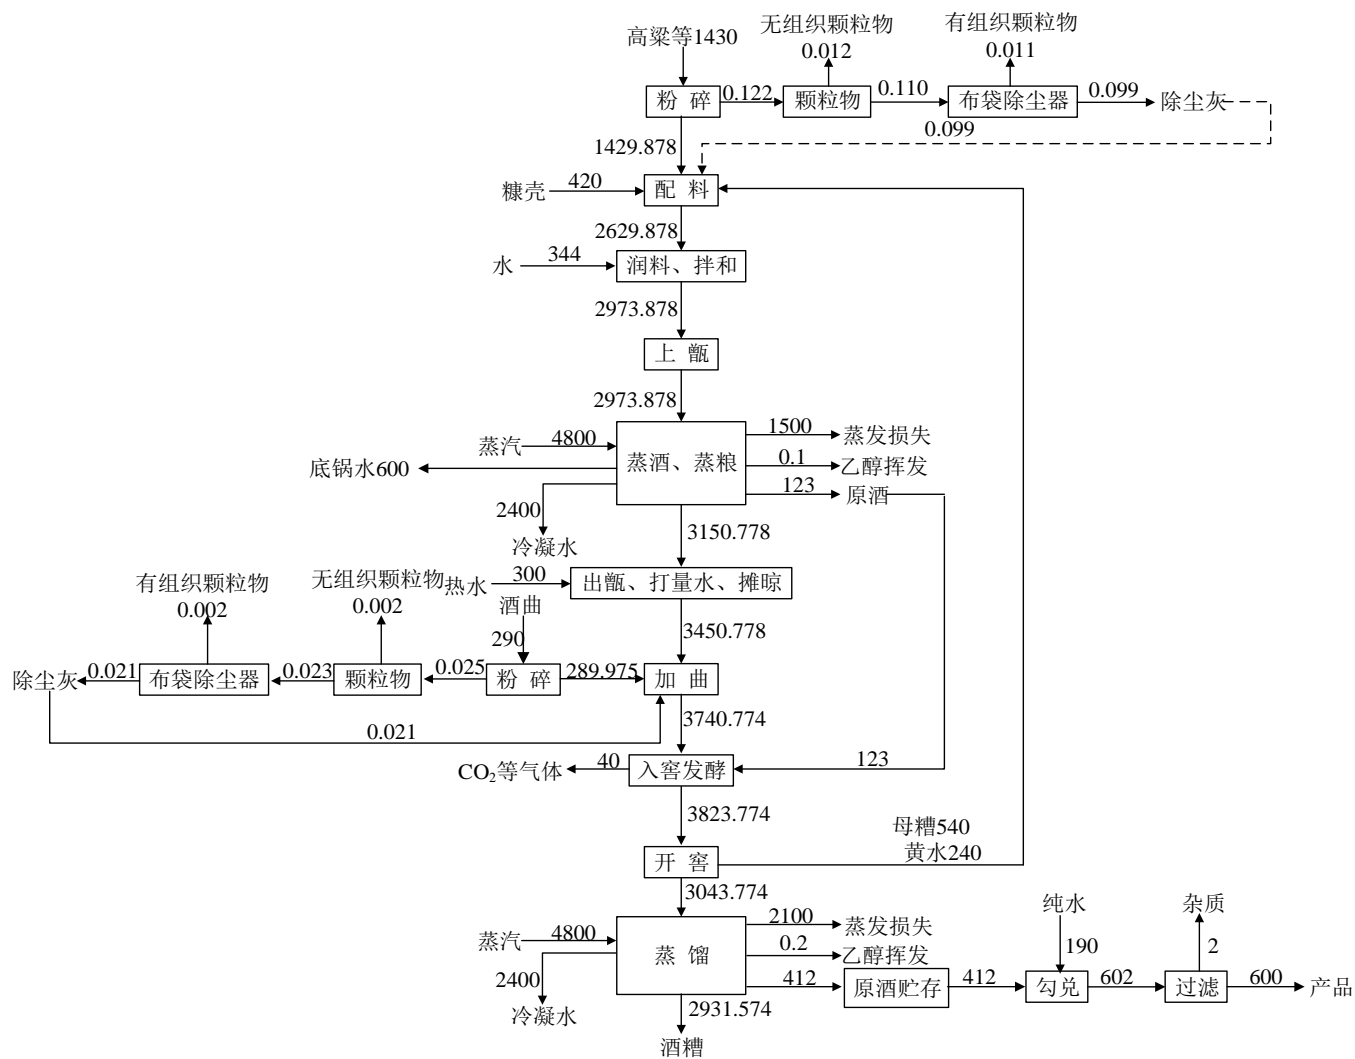 高粱等1430
无组织颗粒物
0.012
有组织颗粒物
0.011
粉 碎
0.122
颗粒物
0.110
布袋除尘器
0.099
除尘灰
0.099
1429.878
糠壳
420
配 料
2629.878
水
344
润料、拌和
2973.878
上 甑
2973.878
蒸汽
4800
蒸酒、蒸粮
1500
蒸发损失
底锅水600
0.1
乙醇挥发
123
原酒
2400
冷凝水
3150.778
有组织颗粒物
0.002
无组织颗粒物
0.002
热水
300
出甑、打量水、摊晾
酒曲
290
3450.778
除尘灰
0.021
布袋除尘器
0.023
颗粒物
0.025
粉 碎
289.975
加 曲
0.021
3740.774
CO₂等气体
40
入窖发酵
123
3823.774
母糟540
黄水240
开 窖
3043.774
蒸汽
4800
蒸 馏
2100
蒸发损失
0.2
乙醇挥发
2400
冷凝水
412
原酒贮存
412
纯水
190
勾兑
602
杂质
2
过滤
600
产品
2931.574
酒糟